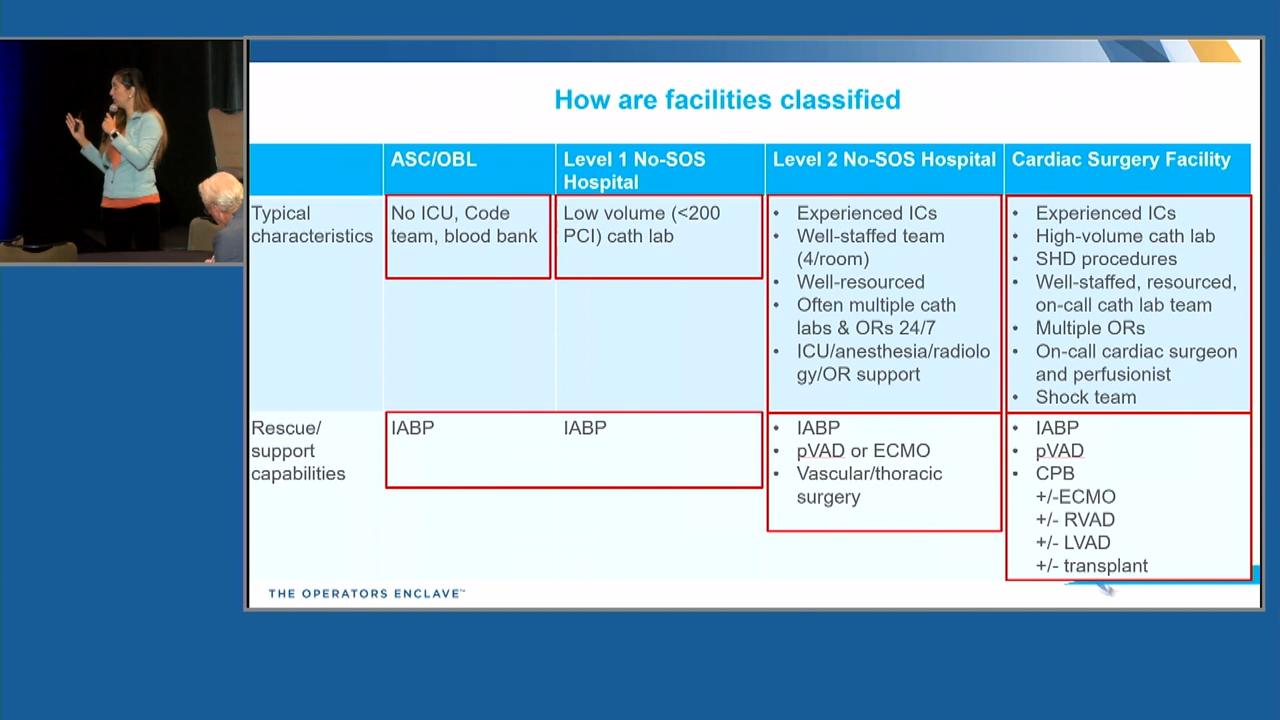 How are facilities classified
ASC/OBL
Level 1 No-SOS
Hospital
Level 2 No-SOS Hospital
Cardiac Surgery Facility
Typical
characteristics
No ICU, Code
team, blood bank
Low volume (<200
PCI) cath lab
• Experienced ICs
• Well-staffed team
(4/room)
• Well-resourced
• Often multiple cath
labs & ORs 24/7
• ICU/anesthesia/radiolo
gy/OR support
• Experienced ICs
• High-volume cath lab
• SHD procedures
• Well-staffed, resourced,
on-call cath lab team
• Multiple ORs
• On-call cardiac surgeon
and perfusionist
• Shock team
Rescue/
support
capabilities
IABP
IABP
• IABP
• pVAD or ECMO
• Vascular/thoracic
surgery
• IABP
• pVAD
• CPB
+/-ECMO
+/- RVAD
+/- LVAD
+/- transplant
THE OPERATORS ENCLAVE™